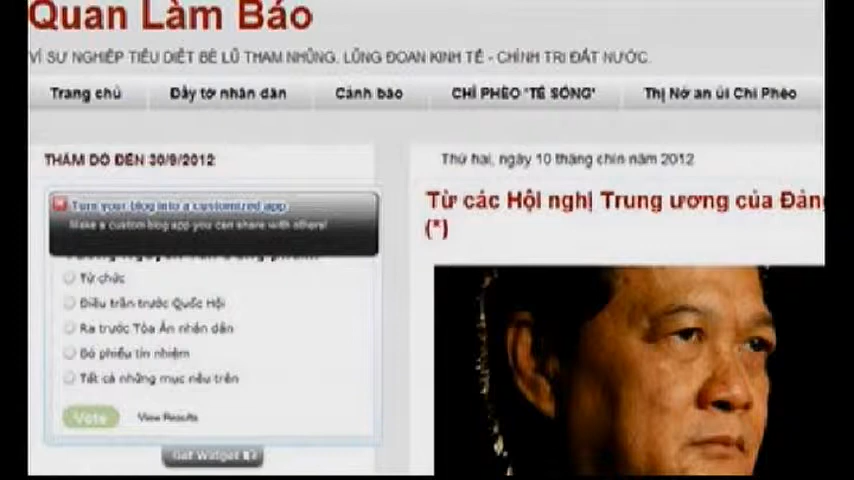 Quan Làm Báo
VÌ SỰ NGHIỆP TIÊU DIỆT BÈ LŨ THAM NHŨNG, LŨNG ĐOẠN KINH TẾ - CHÍNH TRỊ ĐẤT NƯỚC.
Trang chủ
Đầy tớ nhân dân
Cảnh báo
CHÍ PHÈO "TẾ SỐNG"
Thị Nở an ủi Chí Phèo
THĂM DÒ ĐẾN 30/9/2012
Turn your blog into a customized app
Make a custom blog app you can share with others!
Từ chức
Điều trần trước Quốc Hội
Ra trước Tòa Án nhân dân
Bỏ phiếu tín nhiệm
Tất cả những mục nêu trên
Vote
View Results
Get Widget
Thứ hai, ngày 10 tháng chín năm 2012
Từ các Hội nghị Trung ương của Đảng
(*)